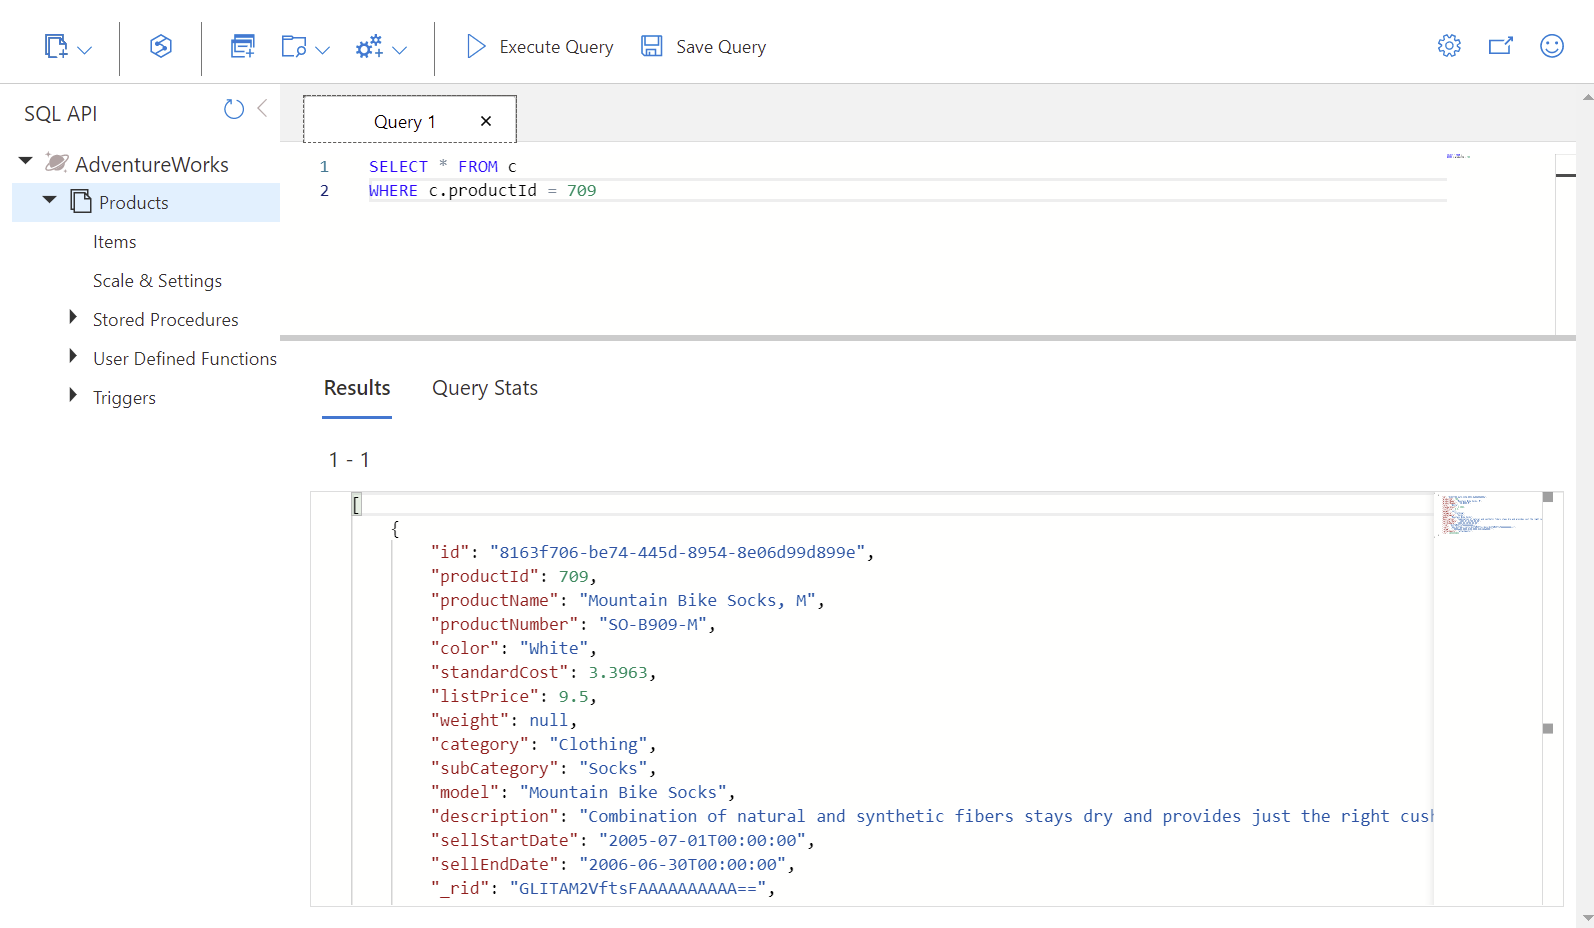 Execute Query
Save Query
SQL API
AdventureWorks
Products
Items
Scale & Settings
Stored Procedures
User Defined Functions
Triggers
Query 1
1 SELECT * FROM c
2 WHERE c.productId = 709
Results
Query Stats
1 - 1
[
{
"id": "8163f706-be74-445d-8954-8e06d99d899e",
"productId": 709,
"productName": "Mountain Bike Socks, M",
"productNumber": "SO-B909-M",
"color": "White",
"standardCost": 3.3963,
"listPrice": 9.5,
"weight": null,
"category": "Clothing",
"subCategory": "Socks",
"model": "Mountain Bike Socks",
"description": "Combination of natural and synthetic fibers stays dry and provides just the right
"sellStartDate": "2005-07-01T00:00:00",
"sellEndDate": "2006-06-30T00:00:00",
"_rid": "GLITAM2VftsFAAAAAAAAAA==",